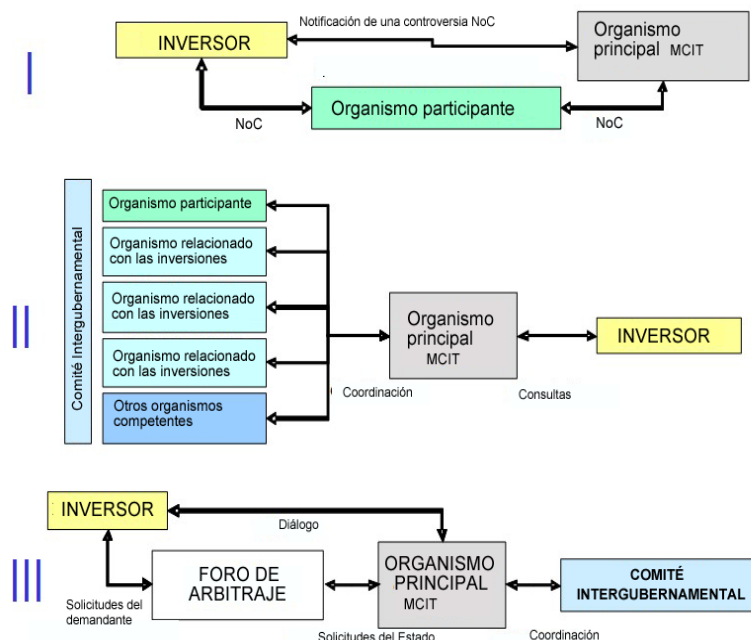 Notificación de una controversia NoC
INVERSOR
Organismo
principal MCIT
I
Organismo participante
NoC
NoC
Comité Intergubernamental
Organismo participante
Organismo relacionado
con las inversiones
Organismo relacionado
con las inversiones
Organismo relacionado
con las inversiones
Otros organismos
competentes
II
Organismo
principal
MCIT
INVERSOR
Coordinación
Consultas
INVERSOR
Diálogo
III
FORO DE
ARBITRAJE
ORGANISMO
PRINCIPAL
MCIT
COMITÉ
INTERGUBERNAMENTAL
Solicitudes del
demandante
Solicitudes del Estado
Coordinación